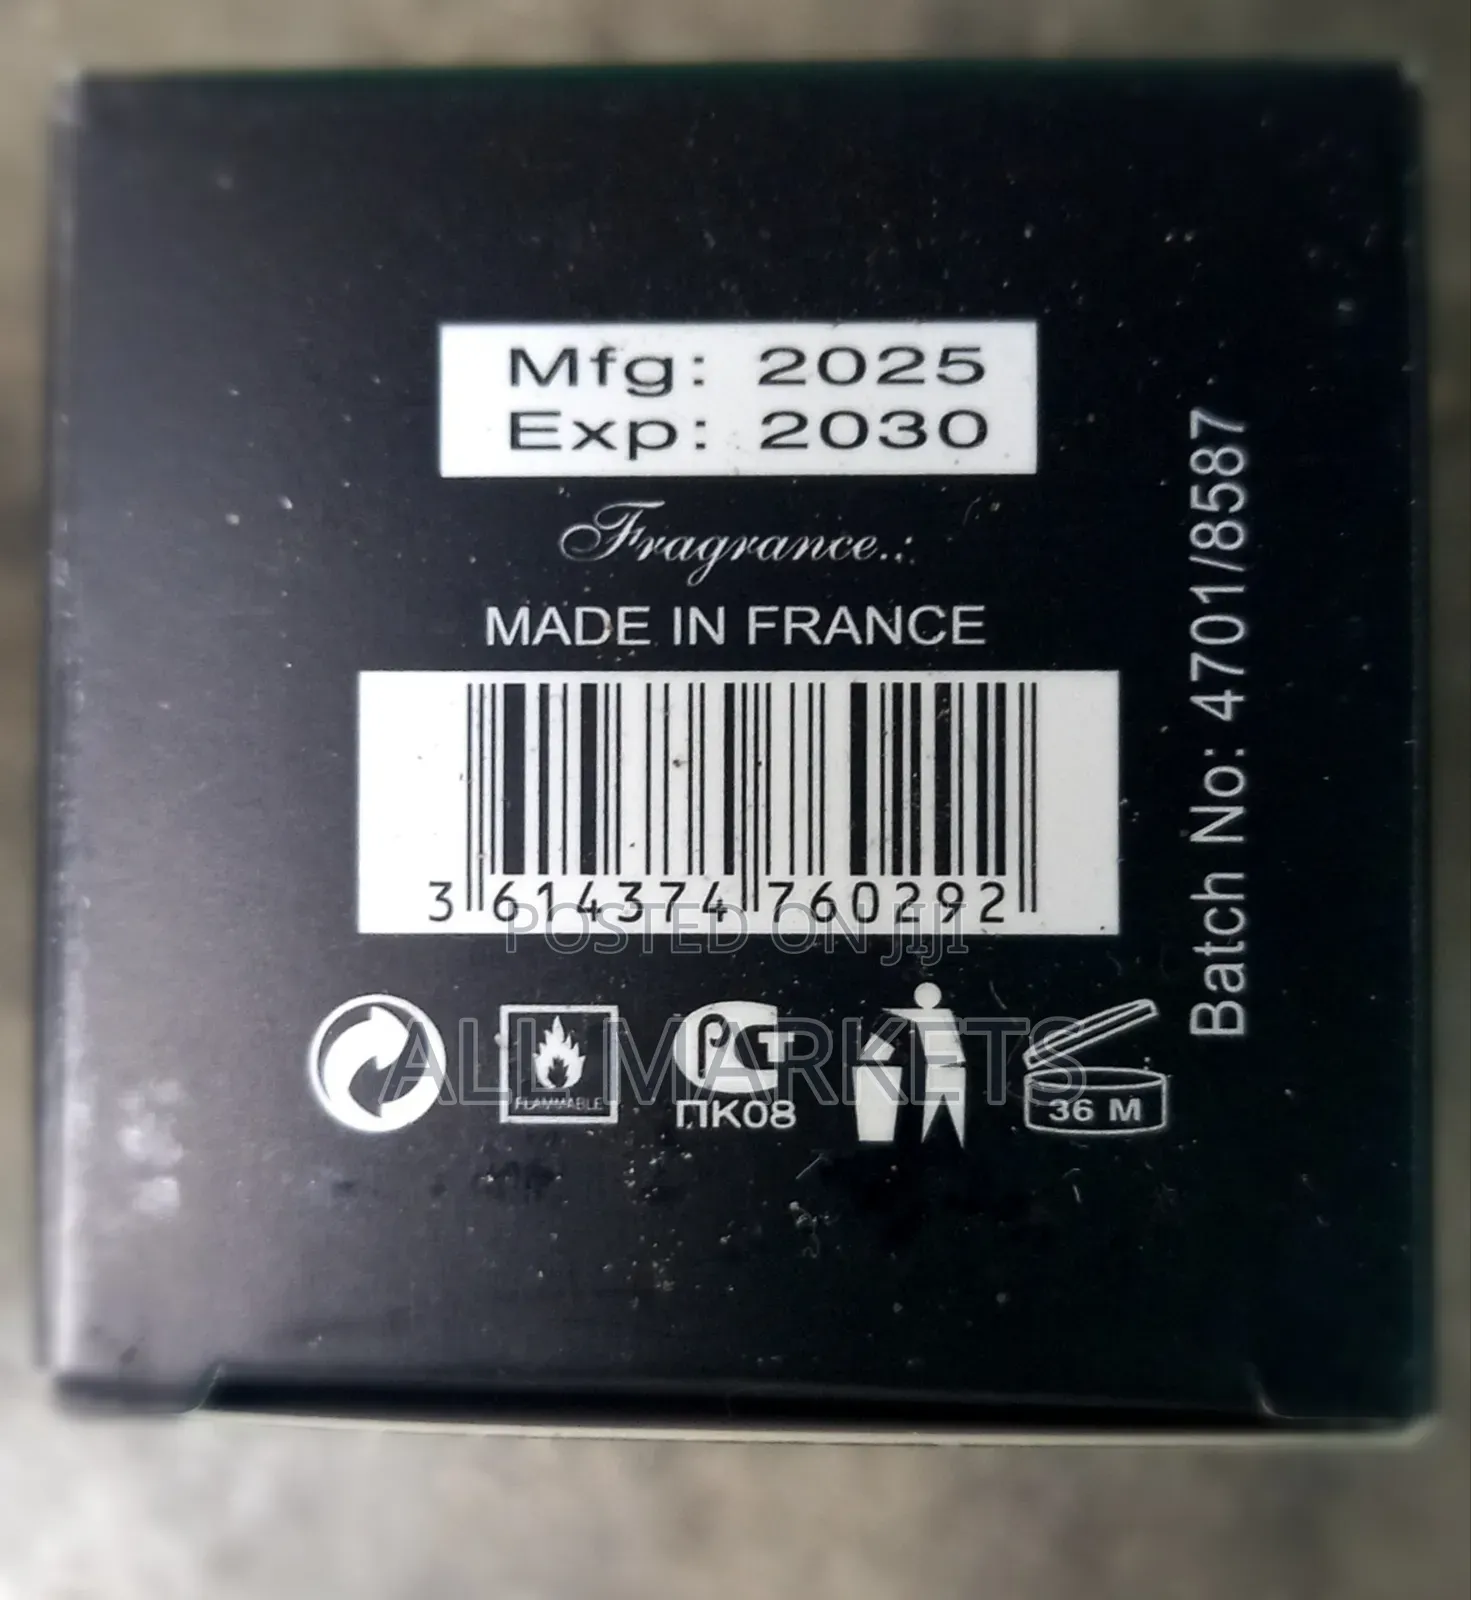 Mfg: 2025
Exp: 2030
Fragrance..:
MADE IN FRANCE
3 614374 760292
POSTED ON JIJI
ALL MARKETS
FLAMMABLE
РСТ
ПК08
36 M
Batch No: 4701/8587